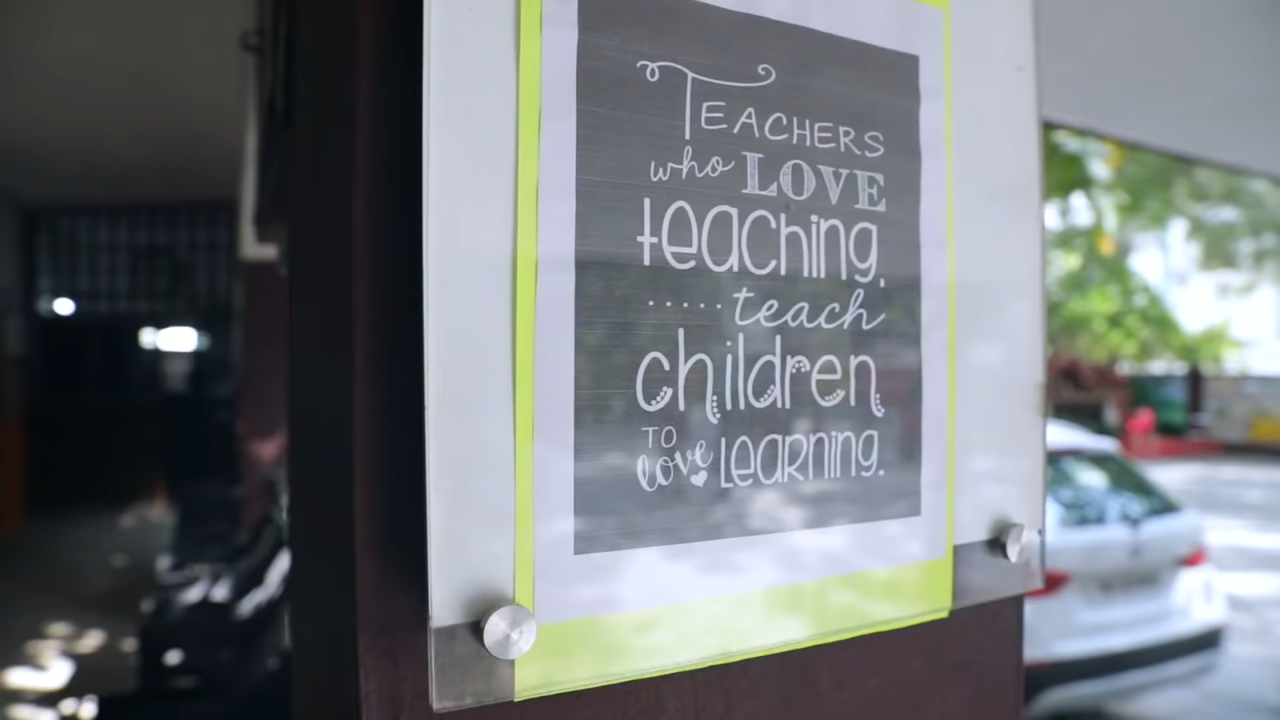 TEACHERS
who LOVE
teaching.
.....teach
children
TO love LEARNING.